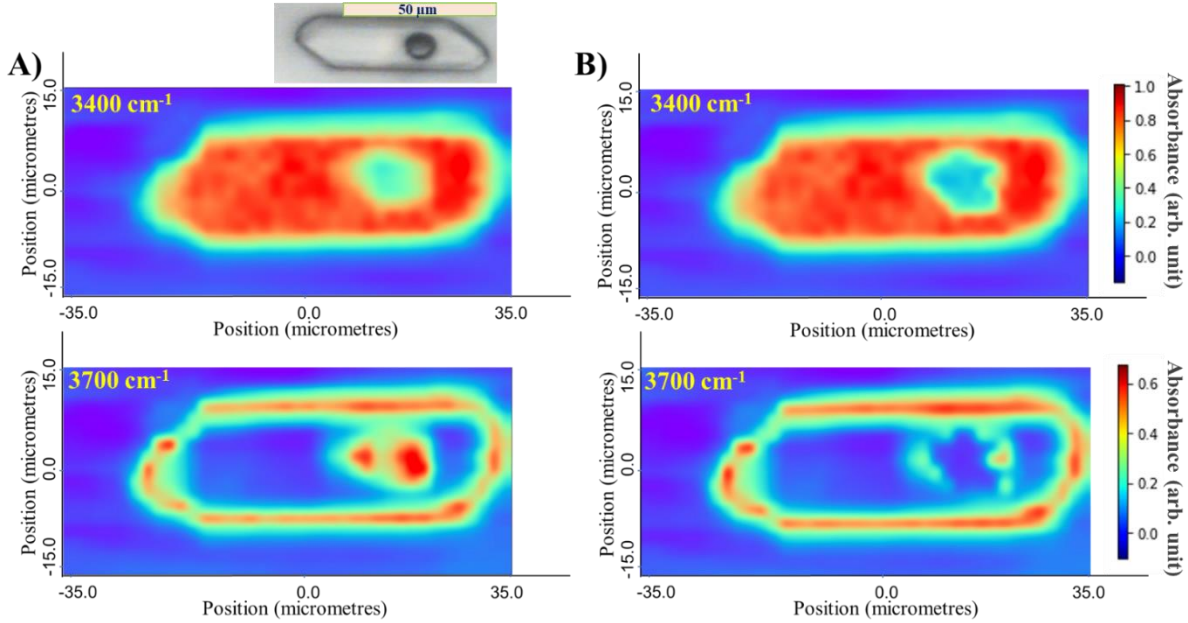 50 µm
A)
B)
3400 cm-1
15.0
0.0
-15.0
Position (micrometres)
-35.0
0.0
35.0
Position (micrometres)
3400 cm-1
15.0
0.0
-15.0
Position (micrometres)
-35.0
0.0
35.0
Position (micrometres)
1.0
0.8
0.6
0.4
0.2
0.0
Absorbance (arb. unit)
3700 cm-1
15.0
0.0
-15.0
Position (micrometres)
-35.0
0.0
35.0
Position (micrometres)
3700 cm-1
15.0
0.0
-15.0
Position (micrometres)
-35.0
0.0
35.0
Position (micrometres)
0.6
0.4
0.2
0.0
Absorbance (arb. unit)